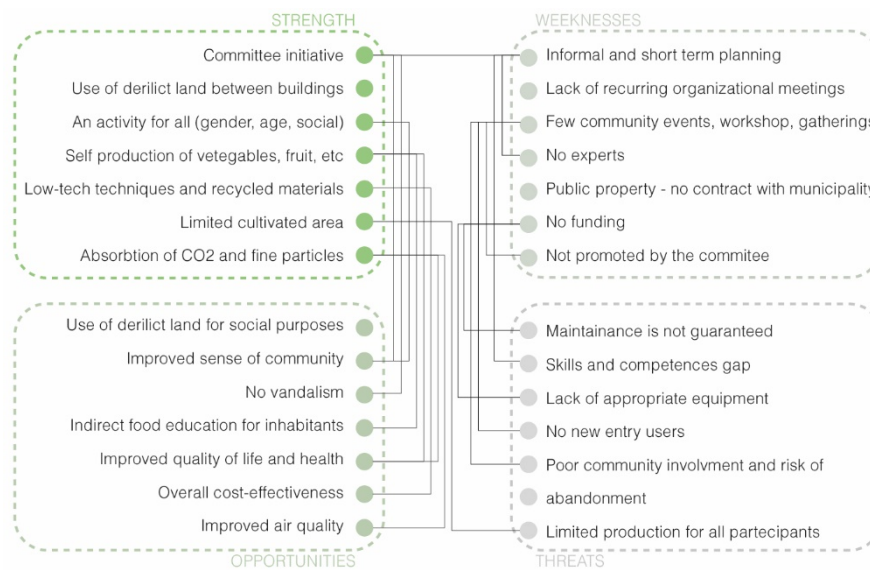 STRENGTH
Committee initiative
Use of derilict land between buildings
An activity for all (gender, age, social)
Self production of vetegables, fruit, etc
Low-tech techniques and recycled materials
Limited cultivated area
Absorbtion of CO2 and fine particles
WEEKNESSES
Informal and short term planning
Lack of recurring organizational meetings
Few community events, workshop, gatherings
No experts
Public property - no contract with municipality
No funding
Not promoted by the commitee
Use of derilict land for social purposes
Improved sense of community
No vandalism
Indirect food education for inhabitants
Improved quality of life and health
Overall cost-effectiveness
Improved air quality
OPPORTUNITIES
Maintainance is not guaranteed
Skills and competences gap
Lack of appropriate equipment
No new entry users
Poor community involvment and risk of
abandonment
Limited production for all partecipants
THREATS